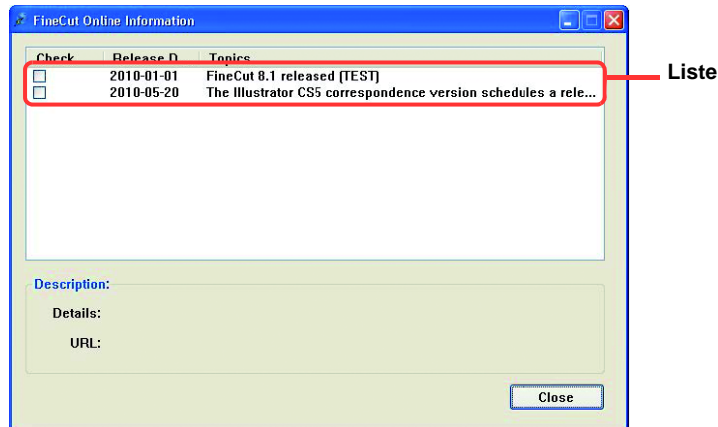 FineCut Online Information
Check Release D Topics
2010-01-01 FineCut 8.1 released (TEST)
2010-05-20 The Illustrator CS5 correspondence version schedules a rele...
Liste
Description:
Details:
URL:
Close